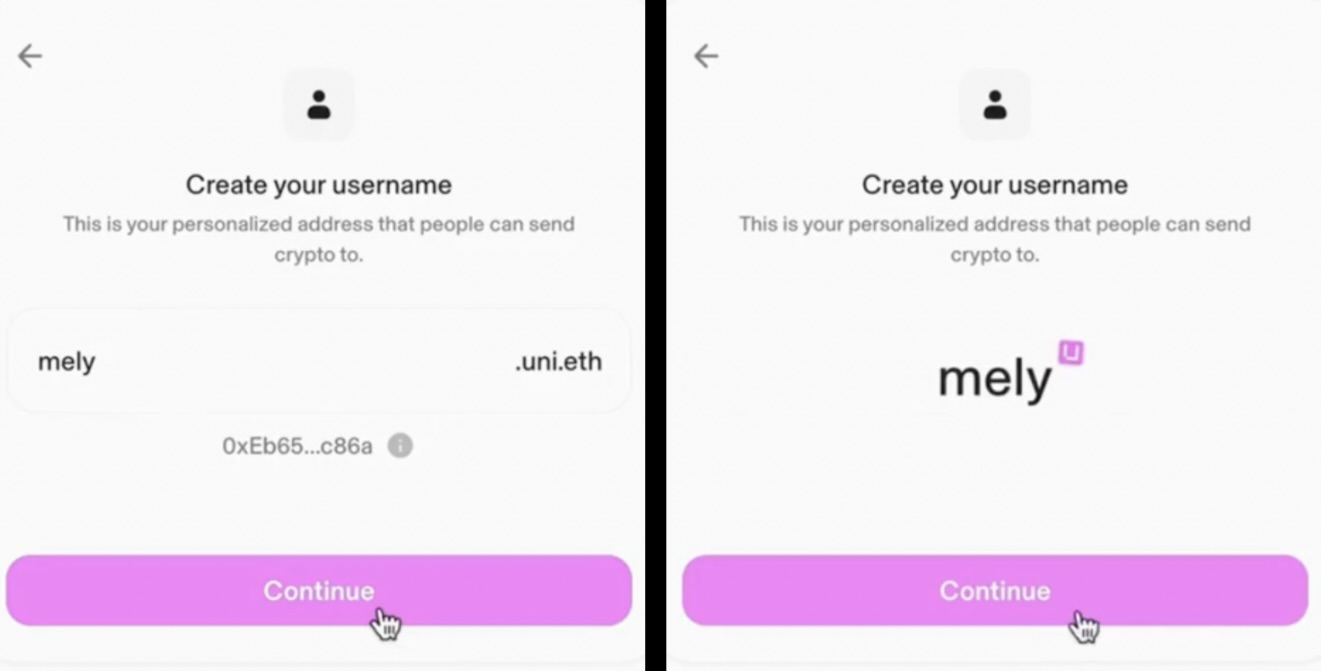 Create your username
This is your personalized address that people can send
crypto to.
mely .uni.eth
0xEb65...c86a
Continue
Create your username
This is your personalized address that people can send
crypto to.
mely
Continue